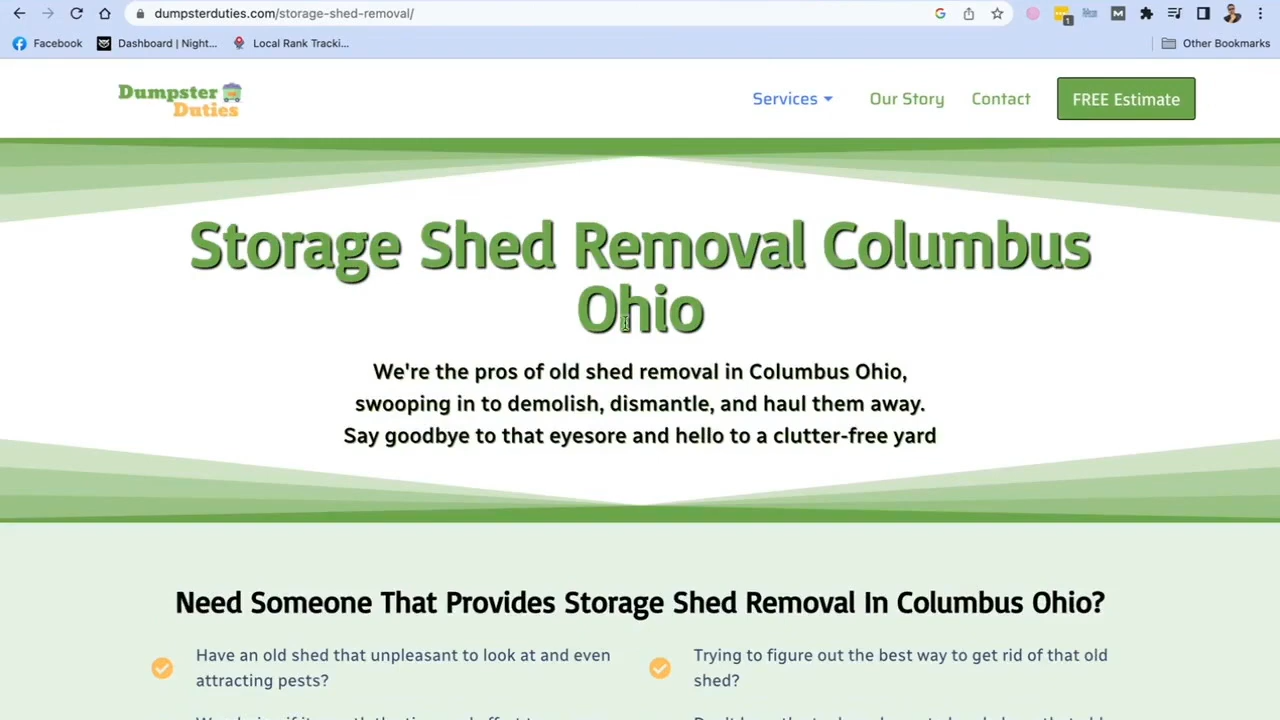 dumpsterduties.com/storage-shed-removal/
1
Facebook
Dashboard | Night...
Local Rank Tracki...
Other Bookmarks
Dumpster
Duties
Services
Our Story
Contact
FREE Estimate
Storage Shed Removal Columbus
Ohio
We're the pros of old shed removal in Columbus Ohio,
swooping in to demolish, dismantle, and haul them away.
Say goodbye to that eyesore and hello to a clutter-free yard
Need Someone That Provides Storage Shed Removal In Columbus Ohio?
Have an old shed that unpleasant to look at and even
attracting pests?
Trying to figure out the best way to get rid of that old
shed?